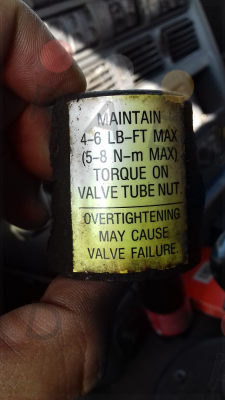 MAINTAIN
4-6 LB-FT MAX
(5-8 N-m MAX)
TORQUE ON
VALVE TUBE NUT.
OVERTIGHTENING
MAY CAUSE
VALVE FAILURE.